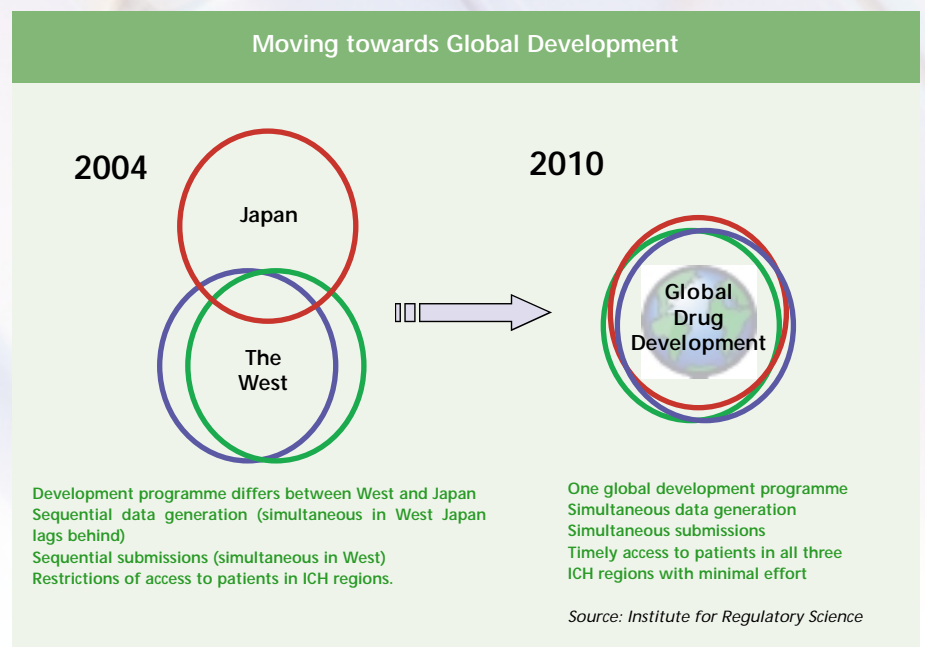 Moving towards Global Development
2004
Japan
The
West
Development programme differs between West and Japan
Sequential data generation (simultaneous in West Japan
lags behind)
Sequential submissions (simultaneous in West)
Restrictions of access to patients in ICH regions.
2010
Global
Drug
Development
One global development programme
Simultaneous data generation
Simultaneous submissions
Timely access to patients in all three
ICH regions with minimal effort
Source: Institute for Regulatory Science